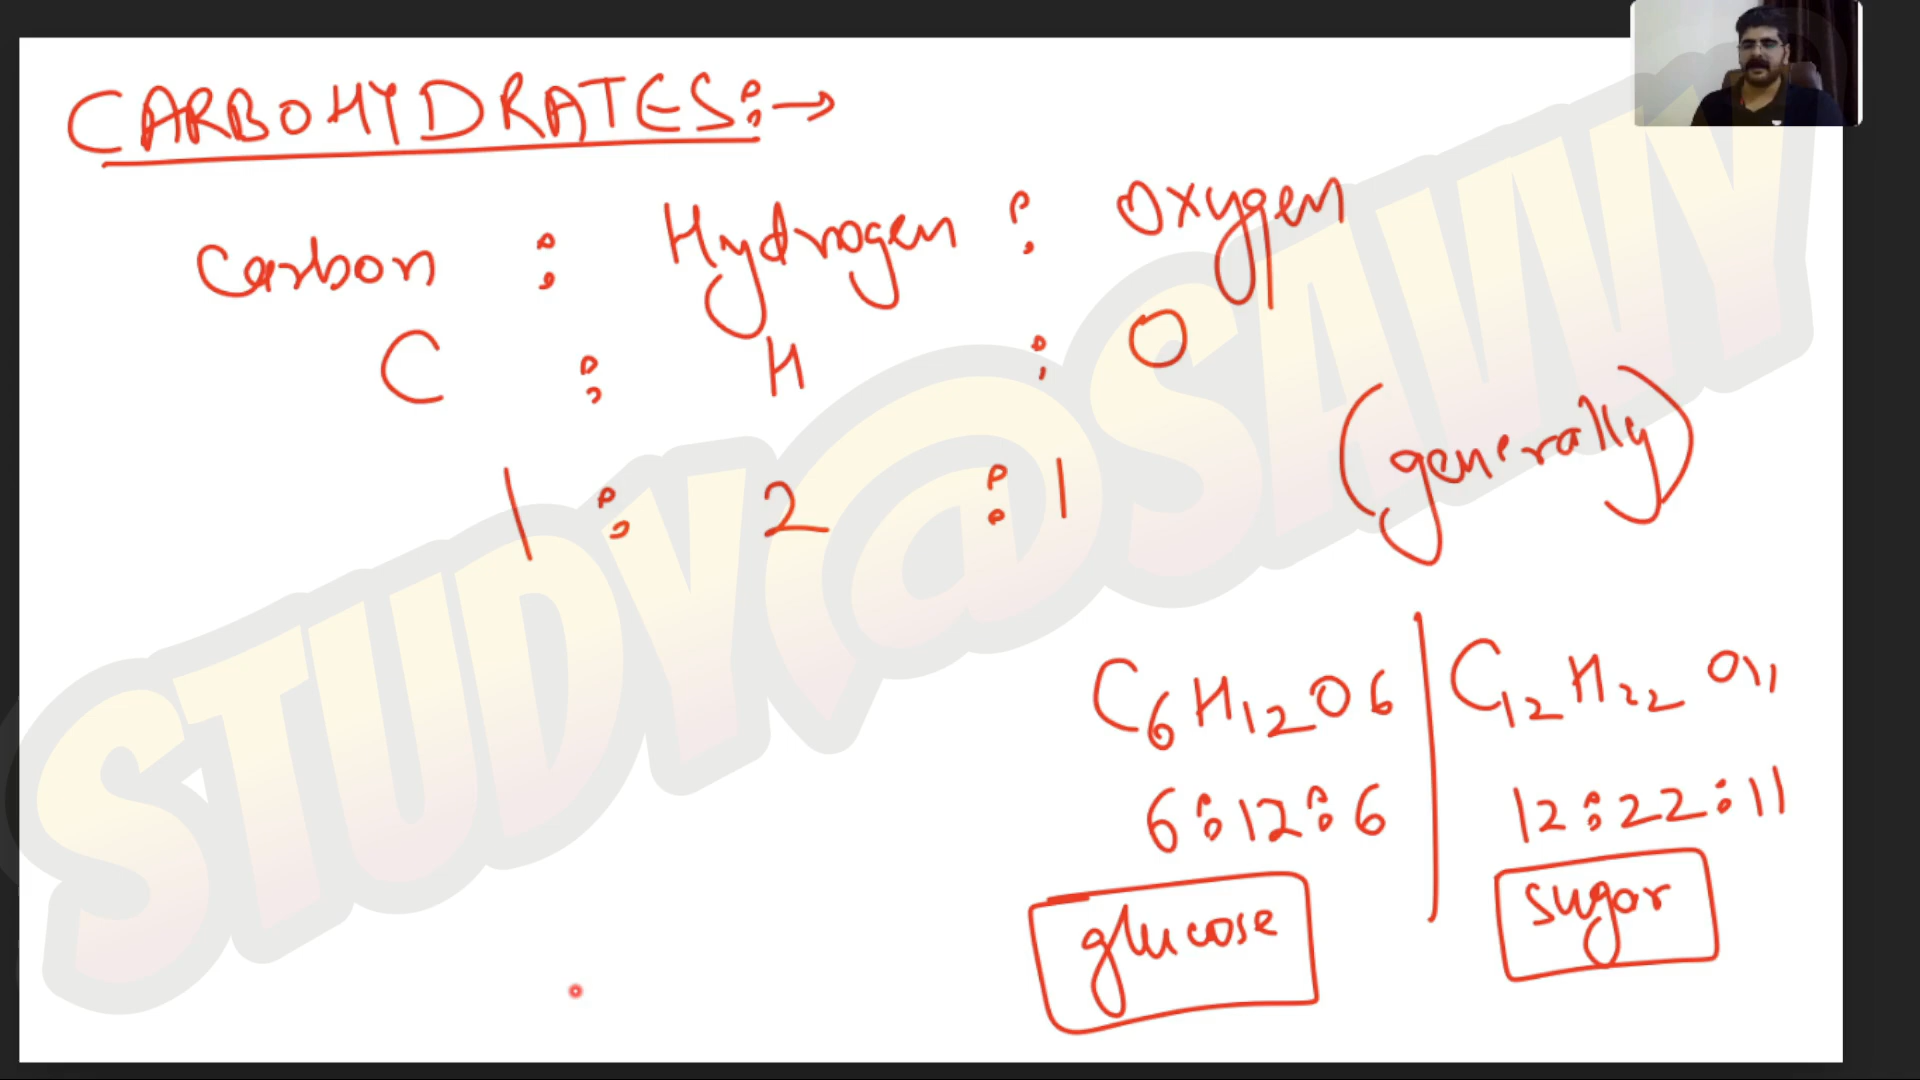 CARBOHYDRATES:→
Carbon : Hydrogen : Oxygen
C : H : O
1 : 2 : 1 (generally)
C6H12O6 | C12H22O11
6:12:6 | 12:22:11
glucose | sugar
STUDY@SAVVY